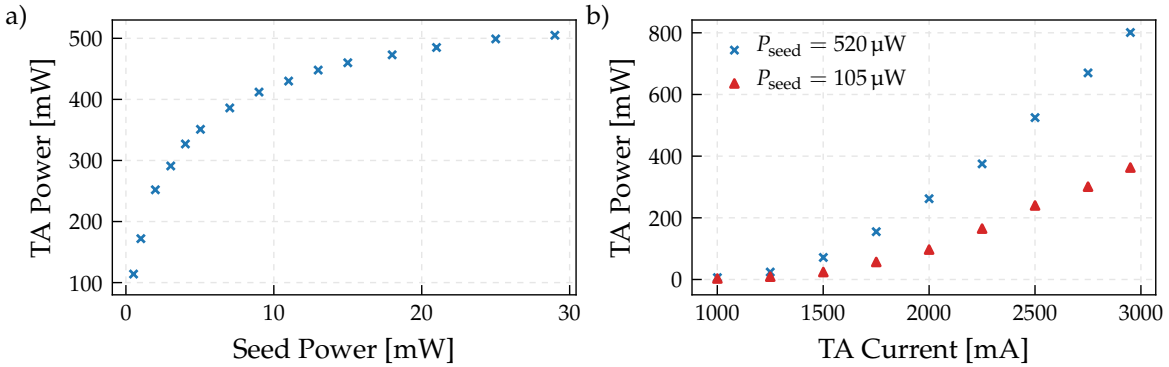 a)
TA Power [mW]
500
400
300
200
100
0
10
20
30
Seed Power [mW]
b)
TA Power [mW]
800
600
400
200
0
P_seed = 520 µW
P_seed = 105 µW
1000
1500
2000
2500
3000
TA Current [mA]